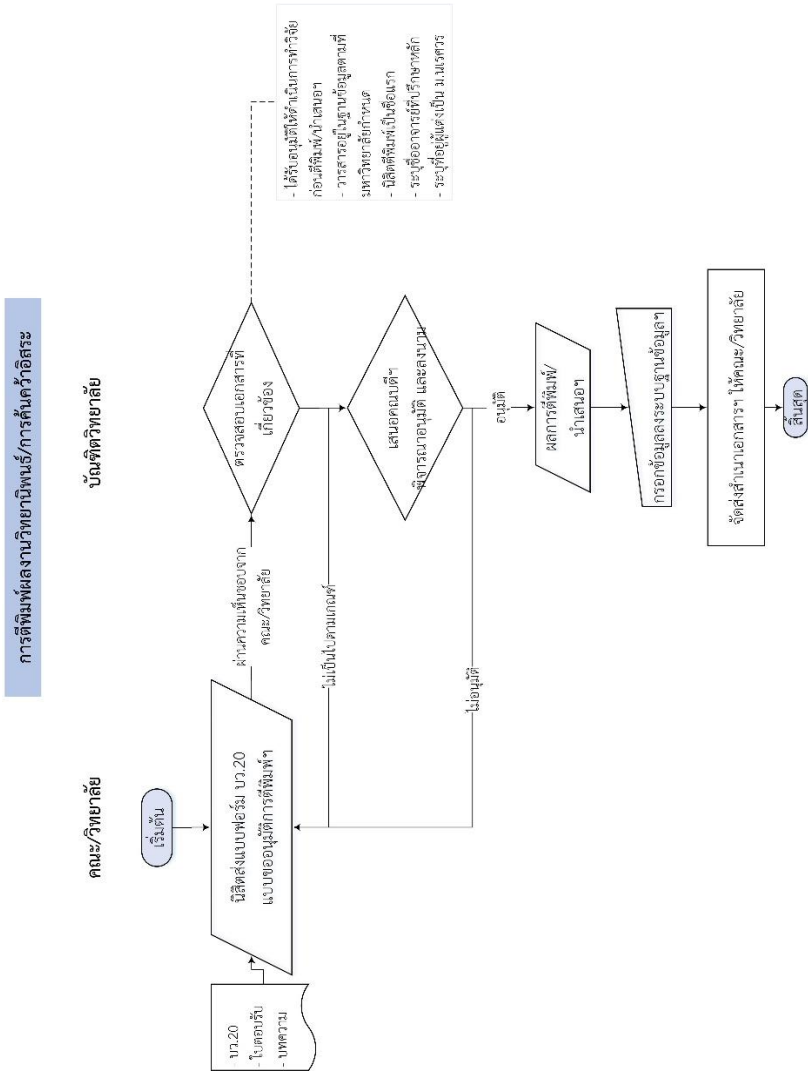 การตีพิมพ์ผลงานวิทยานิพนธ์/การค้นคว้าอิสระ
คณะ/วิทยาลัย
บัณฑิตวิทยาลัย
เริ่มต้น
- บว.20
- ใบตอบรับ
- บทความ
นิสิตส่งแบบฟอร์ม บว.20
แบบขออนุมัติการตีพิมพ์ฯ
ผ่านความเห็นชอบจาก
คณะ/วิทยาลัย
ตรวจสอบเอกสารที่
เกี่ยวข้อง
- ได้รับอนุมัติให้ดำเนินการทำวิจัย
ก่อนตีพิมพ์/นำเสนอฯ
- วารสารอยู่ในฐานข้อมูลตามที่
มหาวิทยาลัยกำหนด
- นิสิตตีพิมพ์เป็นชื่อแรก
- ระบุชื่ออาจารย์ที่ปรึกษาหลัก
- ระบุที่อยู่ผู้แต่งเป็น ม.นเรศวร
ไม่เป็นไปตามเกณฑ์
เสนอคณบดีฯ
พิจารณาอนุมัติ และลงนาม
ไม่อนุมัติ
อนุมัติ
ผลการตีพิมพ์/
นำเสนอฯ
กรอกข้อมูลลงระบบฐานข้อมูลฯ
จัดส่งสำเนาเอกสารฯ ให้คณะ/วิทยาลัย
สิ้นสุด